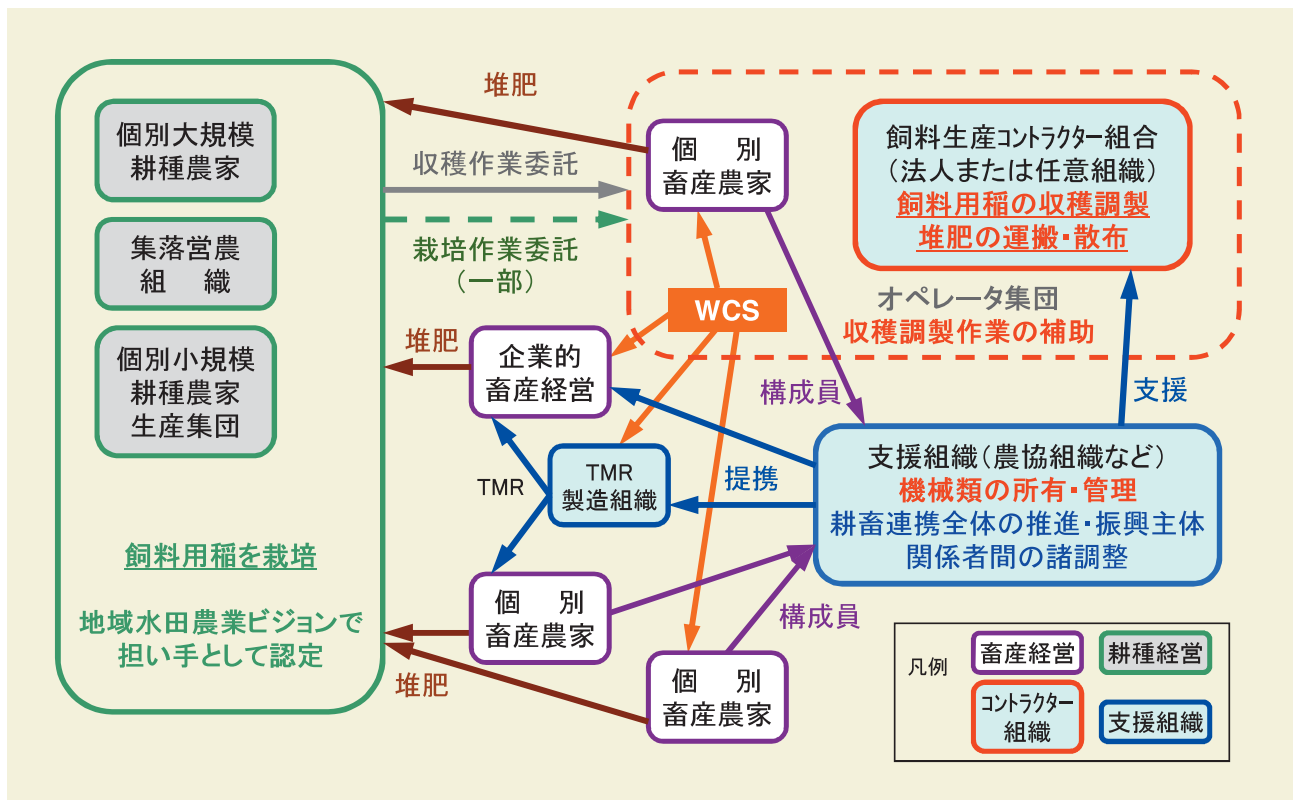 個別大規模
耕種農家
集落営農
組　織
個別小規模
耕種農家
生産集団
飼料用稲を栽培
地域水田農業ビジョンで
担い手として認定
堆肥
収穫作業委託
栽培作業委託
（一部）
個　別
畜産農家
飼料生産コントラクター組合
（法人または任意組織）
飼料用稲の収穫調製
堆肥の運搬・散布
オペレータ集団
収穫調製作業の補助
WCS
堆肥
企業的
畜産経営
構成員
支援
TMR
TMR
製造組織
提携
支援組織（農協組織など）
機械類の所有・管理
耕畜連携全体の推進・振興主体
関係者間の諸調整
個　別
畜産農家
構成員
堆肥
個　別
畜産農家
凡例
畜産経営
耕種経営
コントラクター
組織
支援組織